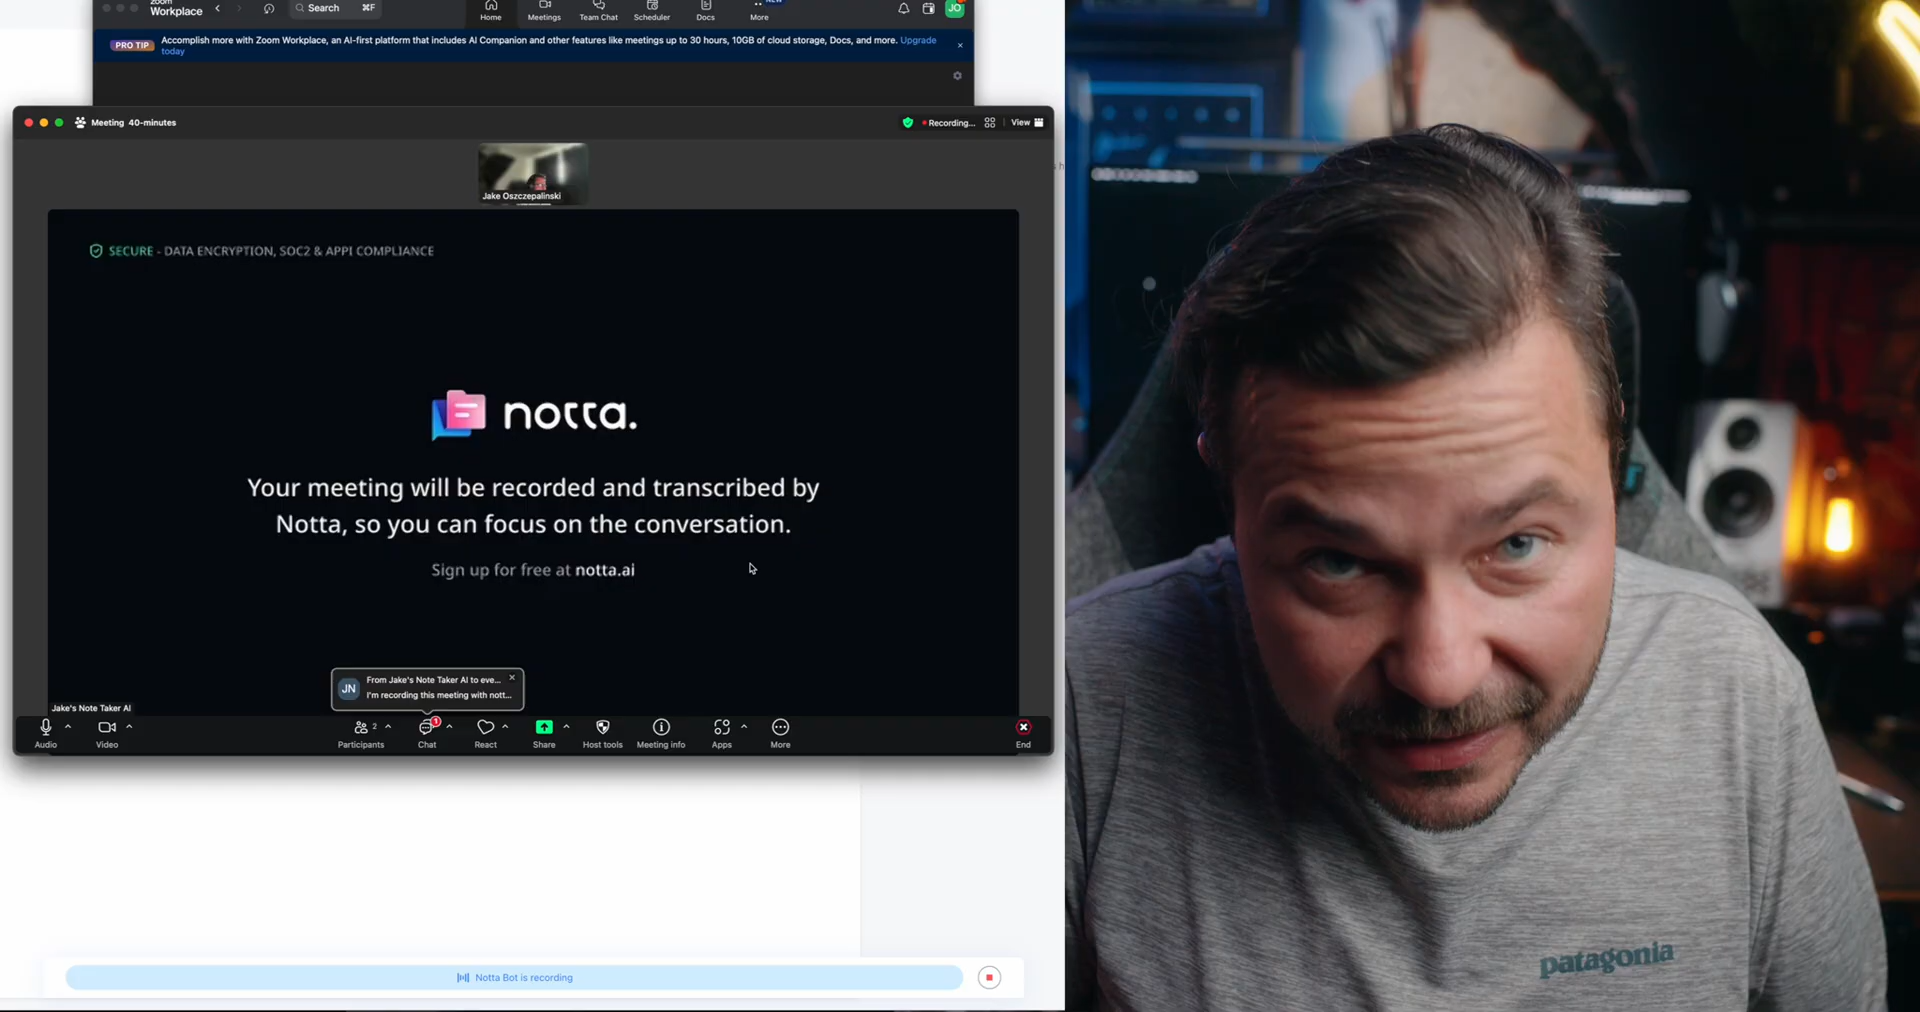 zoom
Workplace
Search
⌘F
Home
Meetings
Team Chat
Scheduler
Docs
More
NEW
JO
PRO TIP
Accomplish more with Zoom Workplace, an AI-first platform that includes AI Companion and other features like meetings up to 30 hours, 10GB of cloud storage, Docs, and more. Upgrade
today
Meeting 40-minutes
Recording...
View
Jake Oszczepalinski
SECURE - DATA ENCRYPTION, SOC2 & APPI COMPLIANCE
notta.
Your meeting will be recorded and transcribed by
Notta, so you can focus on the conversation.
Sign up for free at notta.ai
JN
From Jake's Note Taker AI to eve...
I'm recording this meeting with nott...
Jake's Note Taker AI
2
1
Audio
Video
Participants
Chat
React
Share
Host tools
Meeting info
Apps
More
End
Notta Bot is recording
patagonia